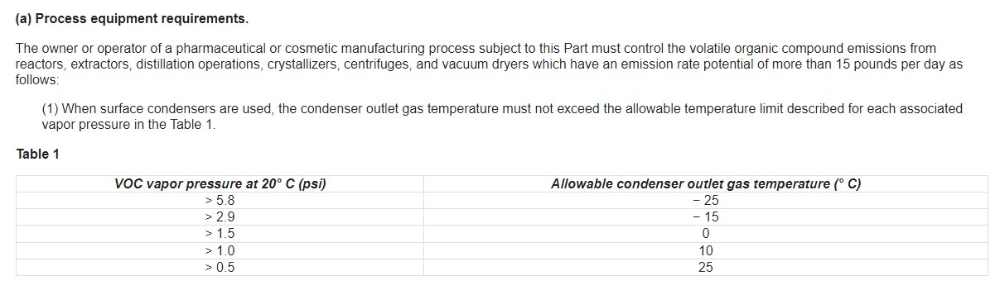 (a) Process equipment requirements.
The owner or operator of a pharmaceutical or cosmetic manufacturing process subject to this Part must control the volatile organic compound emissions from
reactors, extractors, distillation operations, crystallizers, centrifuges, and vacuum dryers which have an emission rate potential of more than 15 pounds per day as
follows:
(1) When surface condensers are used, the condenser outlet gas temperature must not exceed the allowable temperature limit described for each associated
vapor pressure in the Table 1.
Table 1
VOC vapor pressure at 20° C (psi) Allowable condenser outlet gas temperature (° C)
> 5.8 − 25
> 2.9 − 15
> 1.5 0
> 1.0 10
> 0.5 25